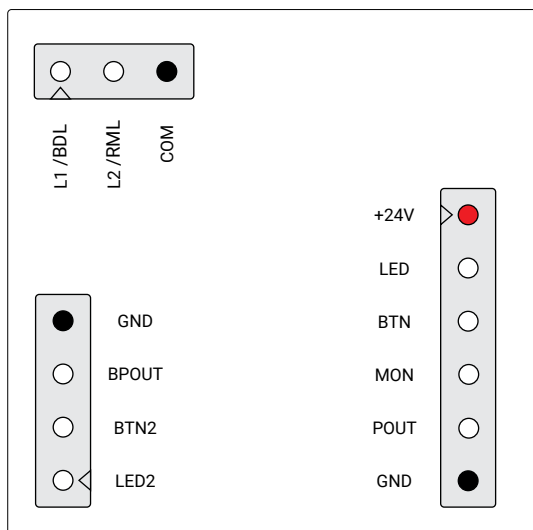 L1 /BDL
L2 /RML
COM
+24V
LED
BTN
MON
POUT
GND
GND
BPOUT
BTN2
LED2